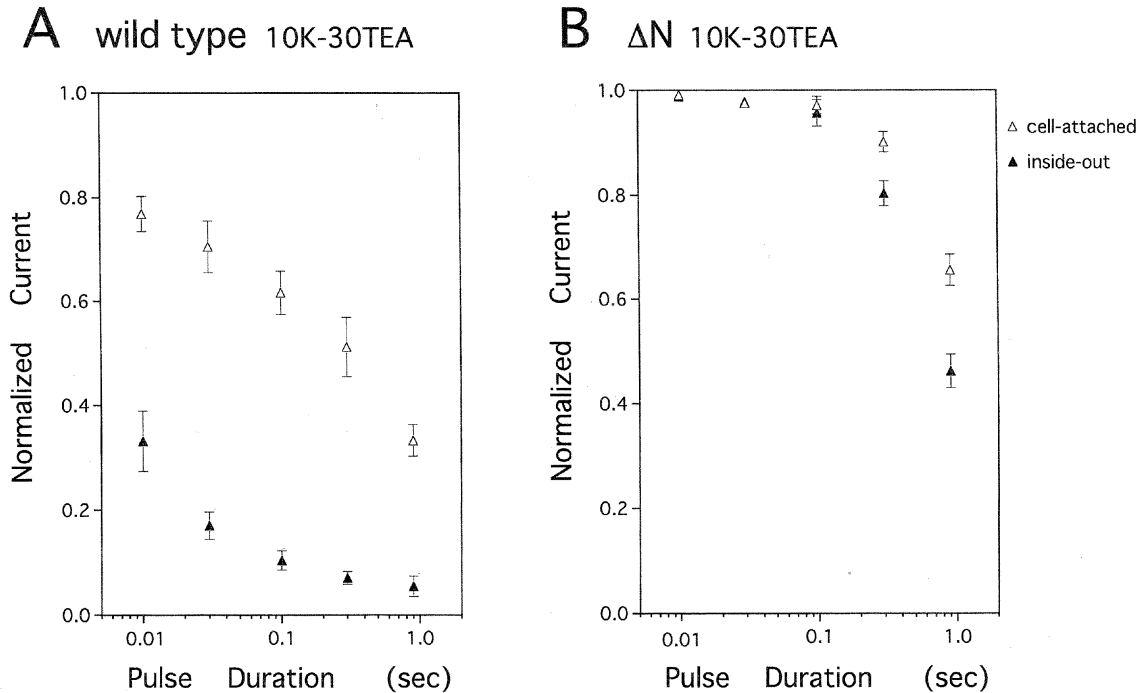 A wild type 10K-30TEA
B ΔN 10K-30TEA
1.0
0.8
0.6
0.4
0.2
0.0
Normalized Current
0.01 0.1 1.0
Pulse Duration (sec)
1.0
0.8
0.6
0.4
0.2
0.0
Normalized Current
0.01 0.1 1.0
Pulse Duration (sec)
△ cell-attached
▲ inside-out